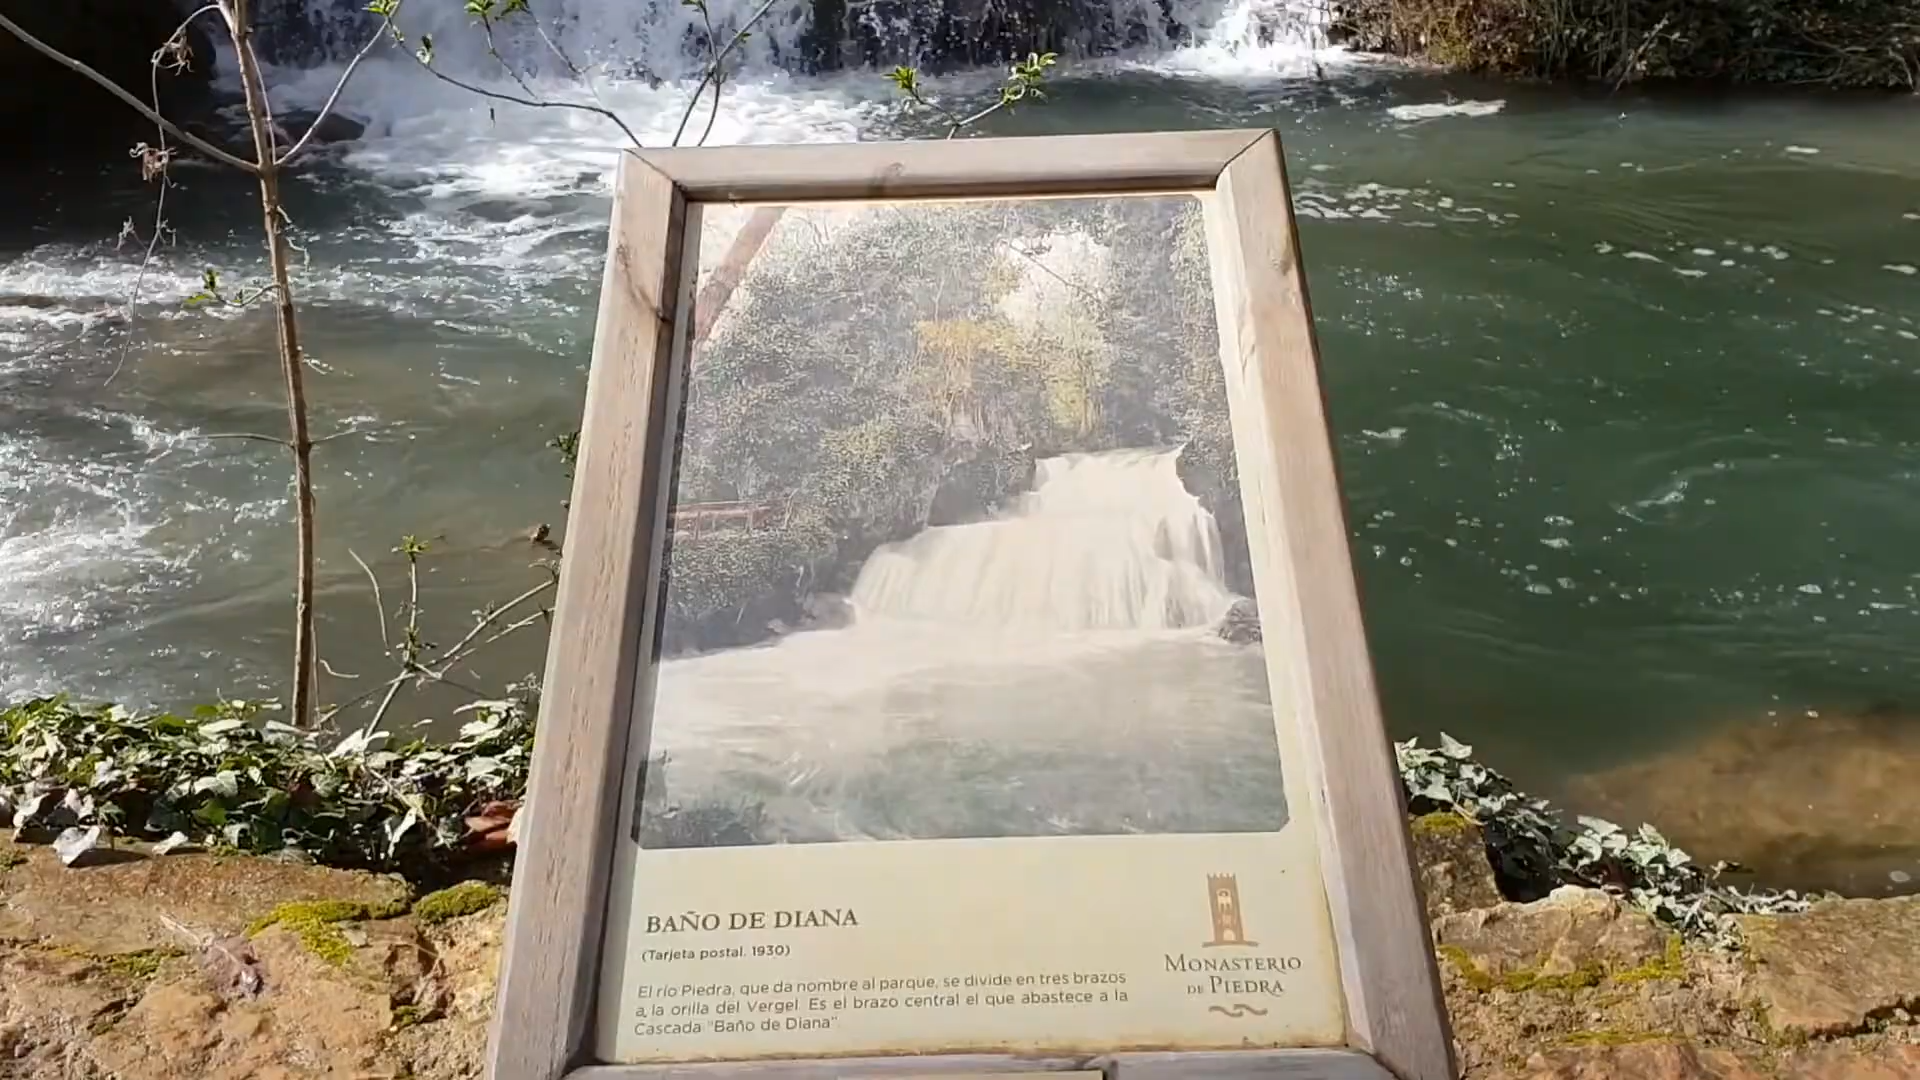 BAÑO DE DIANA
(Tarjeta postal. 1930)
El río Piedra, que da nombre al parque, se divide en tres brazos
a la orilla del Vergel. Es el brazo central el que abastece a la
Cascada "Baño de Diana"
MONASTERIO
DE PIEDRA